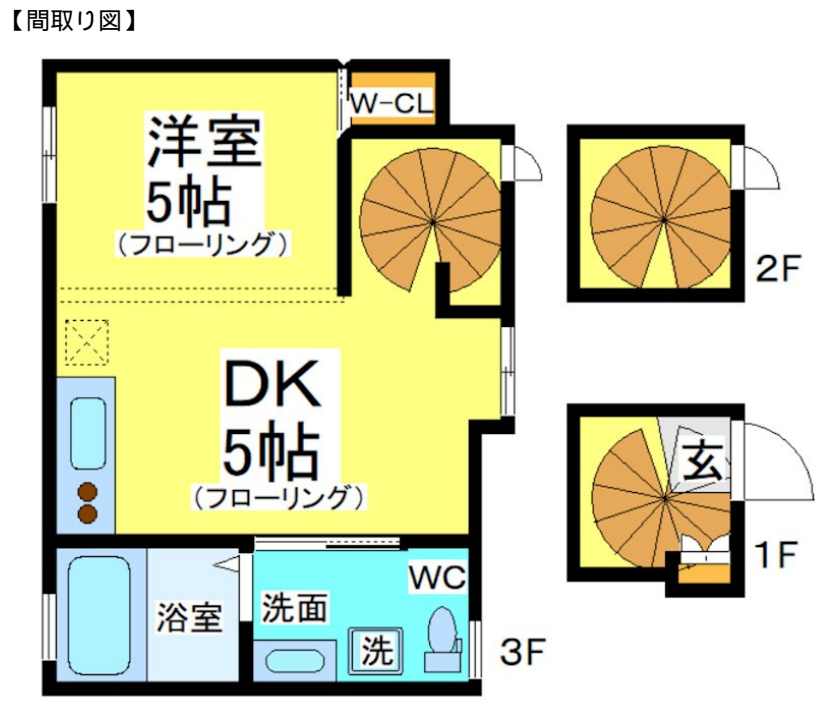 【間取り図】
W-CL
洋室
5帖
(フローリング)
2F
DK
5帖
(フローリング)
玄
1F
WC
洗面
浴室
洗
3F